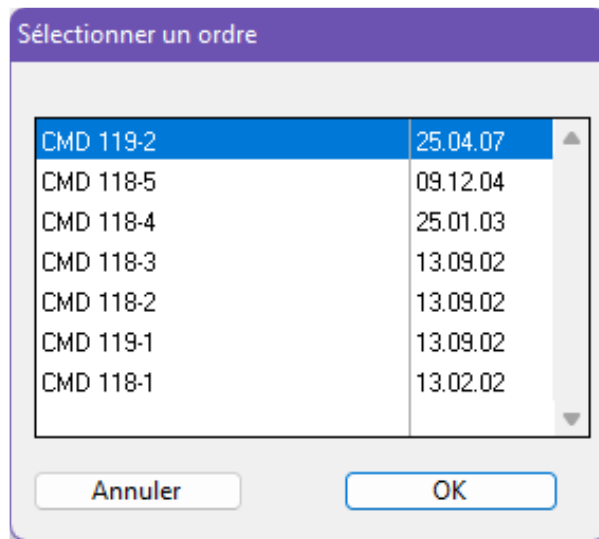 Sélectionner un ordre
CMD 119-2 25.04.07
CMD 118-5 09.12.04
CMD 118-4 25.01.03
CMD 118-3 13.09.02
CMD 118-2 13.09.02
CMD 119-1 13.09.02
CMD 118-1 13.02.02
Annuler OK